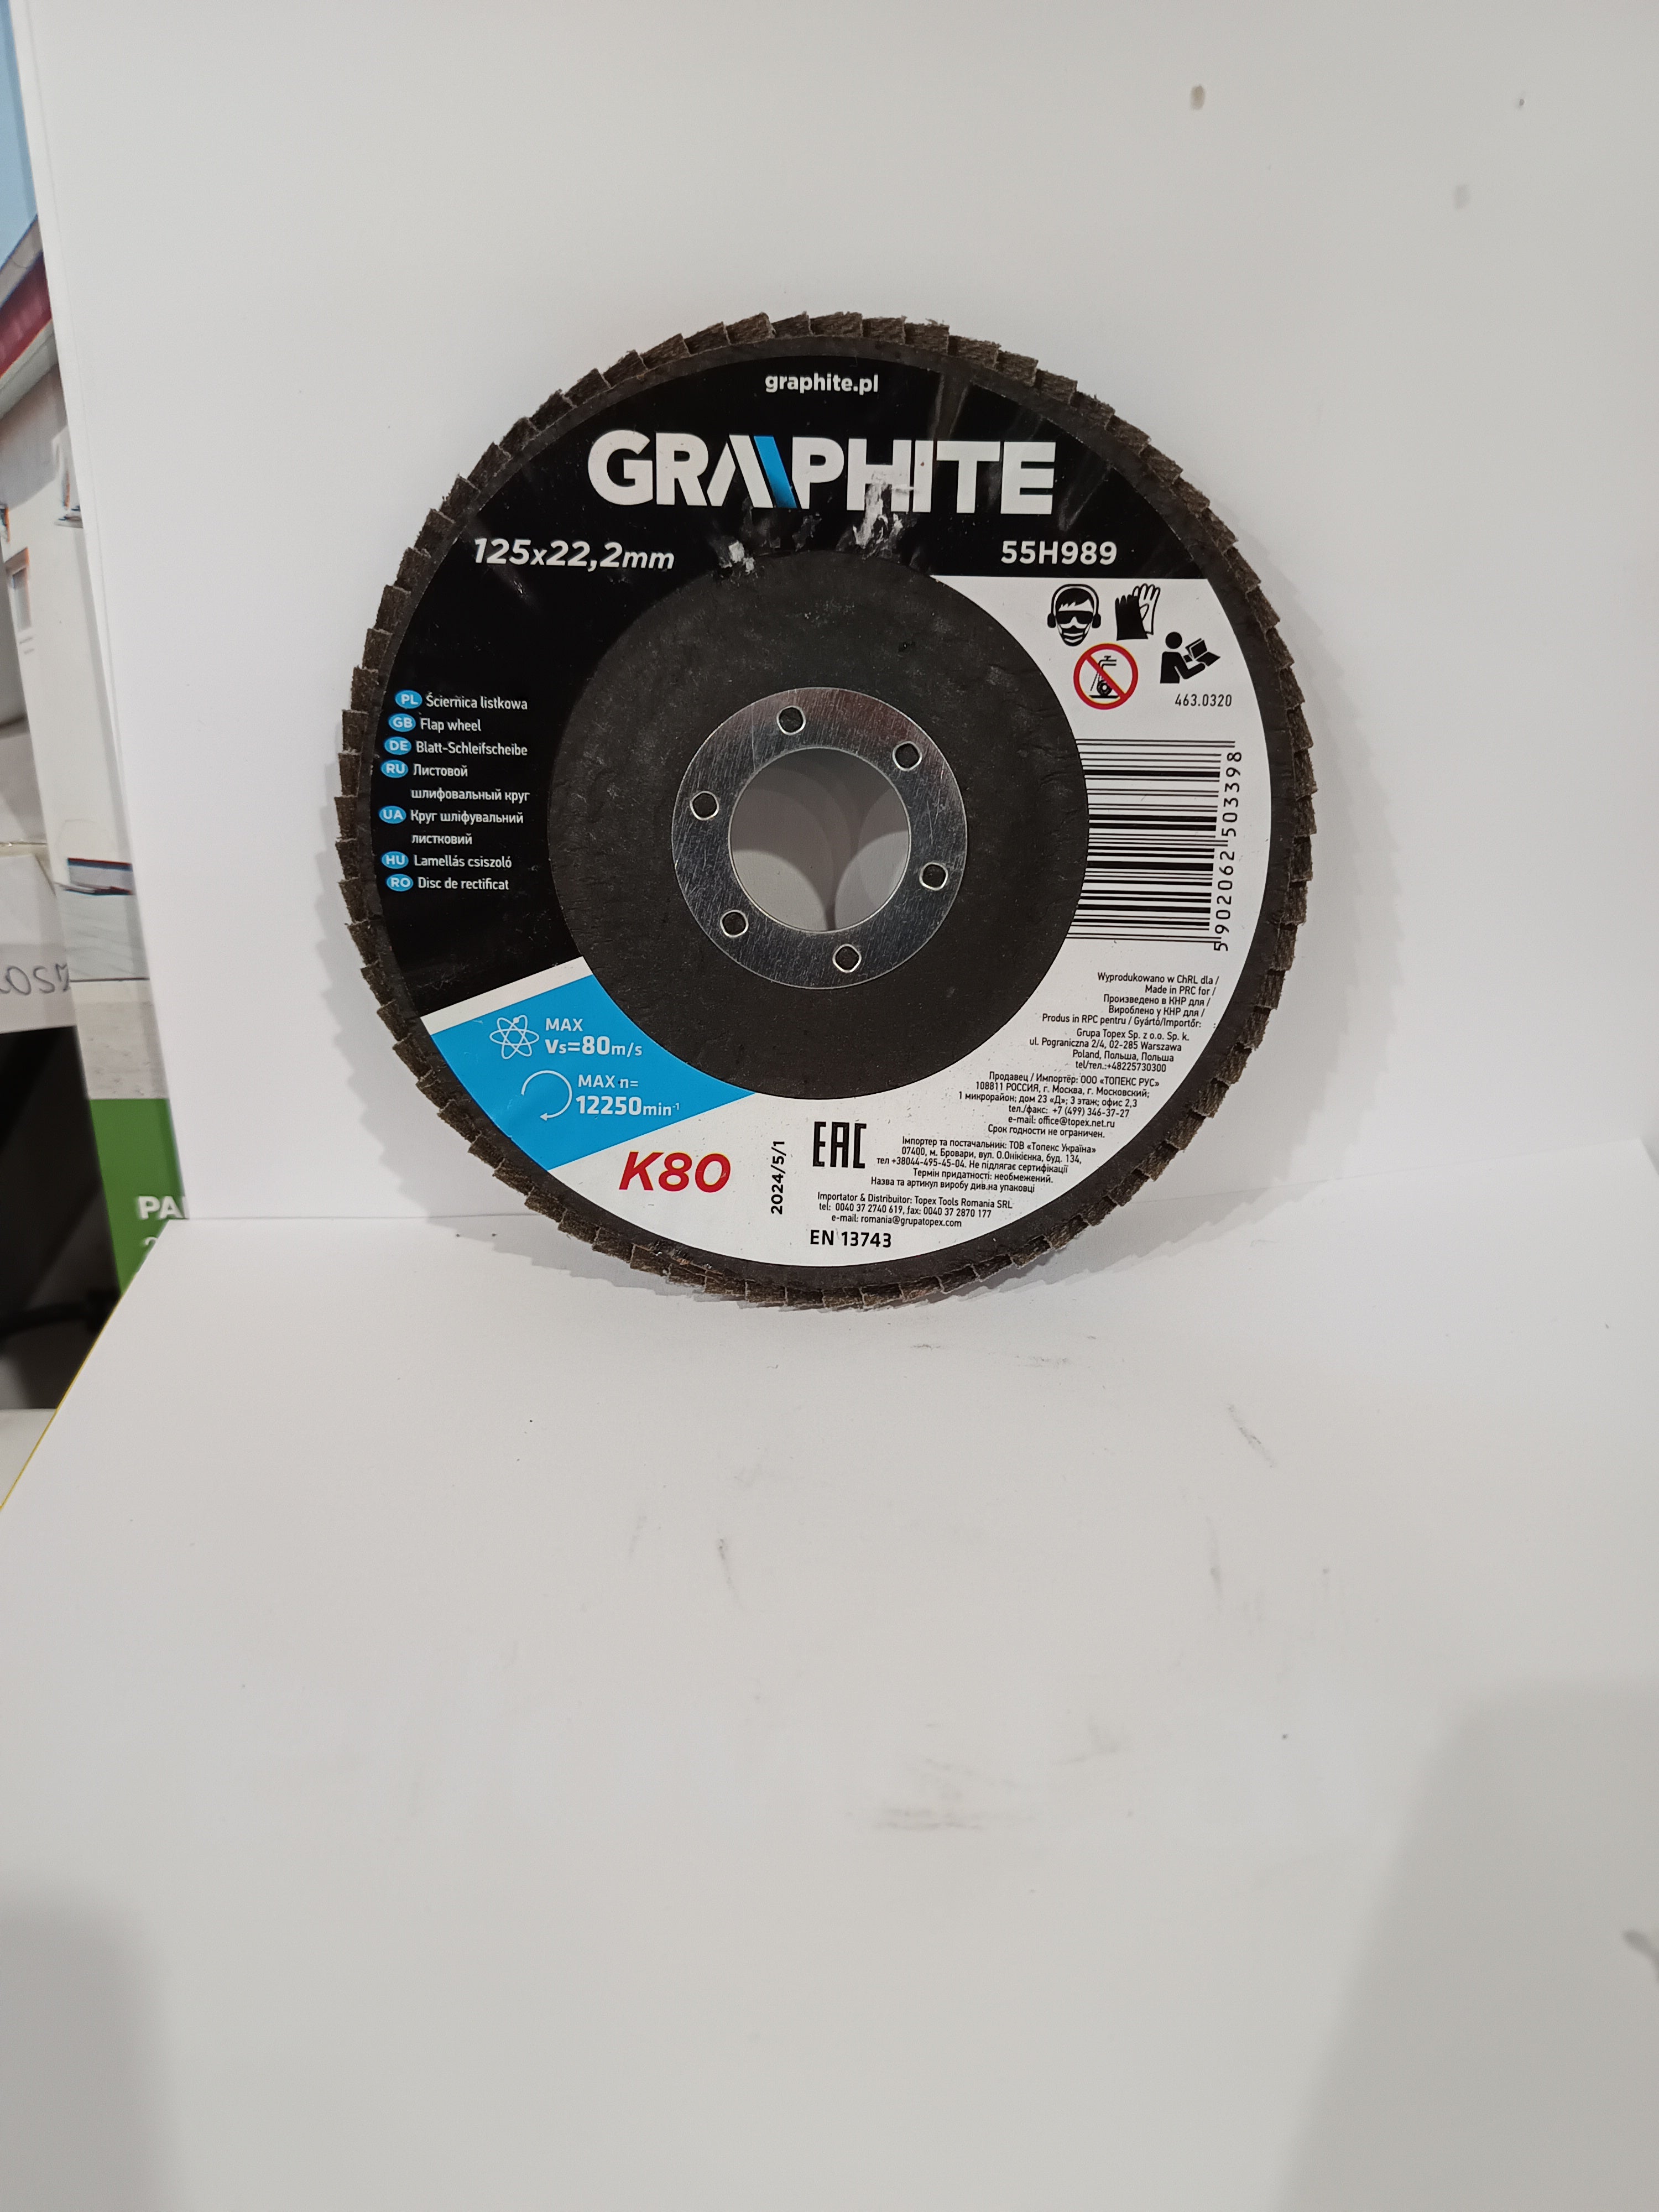 graphite.pl
GRAPHITE
125x22,2mm
55H989
463.0320
PL Ściernica listkowa
GB Flap wheel
DE Blatt-Schleifscheibe
RU Листовой
шлифовальный круг
UA Круг шліфувальний
листковий
HU Lamellás csiszoló
RO Disc de rectificat
5902062503398
MAX
Vs=80m/s
MAX n=
12250min-1
K80
2024/5/1
EAC
Wyprodukowano w ChRL dla /
Made in PRC for /
Произведено в КНР для /
Вироблено у КНР для /
Produs in RPC pentru / Gyártó/Importőr:
Grupa Topex Sp. z o.o. Sp. k.
ul. Pograniczna 2/4, 02-285 Warszawa
Poland, Польша, Польша
tel/тел.:+48225730300
Продавец / Импортёр: ООО «ТОПЕКС РУС»
108811 РОССИЯ, г. Москва, г. Московский;
1 микрорайон; дом 23 «Д»; 3 этаж; офис 2,3
тел./факс: +7 (499) 346-37-27
e-mail: office@topex.net.ru
Срок годности не ограничен.
Імпортер та постачальник: ТОВ «Топекс Україна»
07400, м. Бровари, вул. О.Онікієнка, буд. 134,
тел +38044-495-45-04. Не підлягає сертифікації
Термін придатності: необмежений.
Назва та артикул виробу див.на упаковці
Importator & Distribuitor: Topex Tools Romania SRL
tel: 0040 37 2740 619, fax: 0040 37 2870 177
e-mail: romania@grupatopex.com
EN 13743
PA